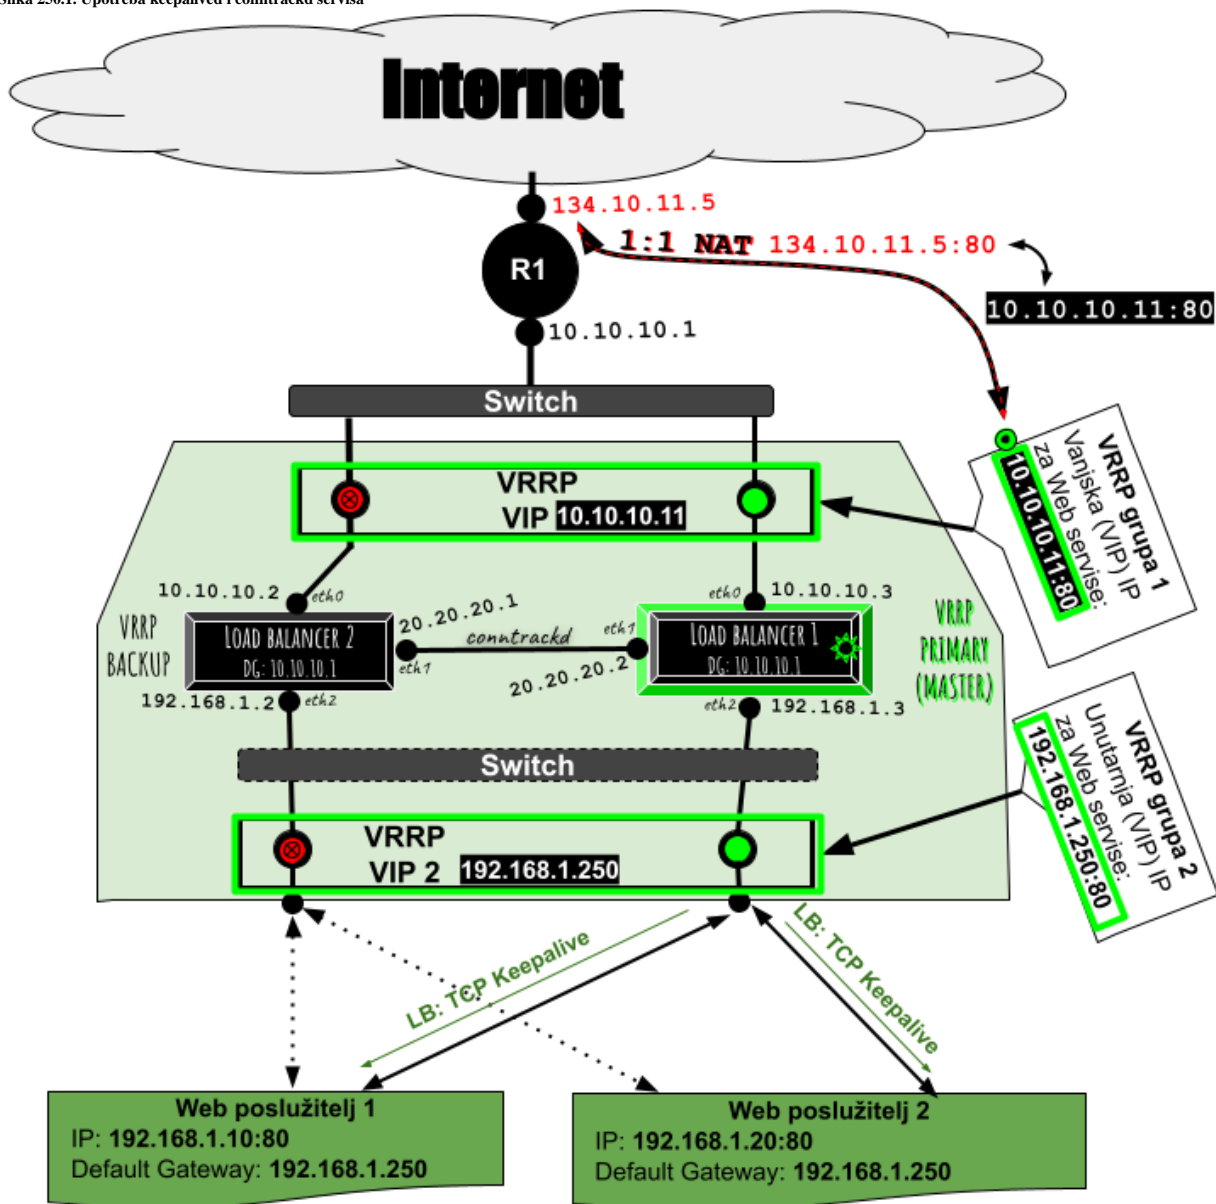 Slika 250.1. Upotreba keepalived i conntrackd servisa
Internet
134.10.11.5
1:1 NAT 134.10.11.5:80
R1
10.10.10.11:80
10.10.10.1
Switch
VRRP grupa 1
Vanjska (VIP) IP
za Web servise:
10.10.10.11:80
VRRP
VIP 10.10.10.11
10.10.10.2
eth0
eth0
10.10.10.3
VRRP
BACKUP
LOAD BALANCER 2
DG: 10.10.10.1
20.20.20.1
eth1
conntrackd
eth1
20.20.20.2
LOAD BALANCER 1
DG: 10.10.10.1
VRRP
PRIMARY
(MASTER)
192.168.1.2
eth2
eth2
192.168.1.3
Switch
VRRP grupa 2
Unutarnja (VIP) IP
za Web servise:
192.168.1.250:80
VRRP
VIP 2 192.168.1.250
LB: TCP Keepalive
LB: TCP Keepalive
Web poslužitelj 1
IP: 192.168.1.10:80
Default Gateway: 192.168.1.250
Web poslužitelj 2
IP: 192.168.1.20:80
Default Gateway: 192.168.1.250